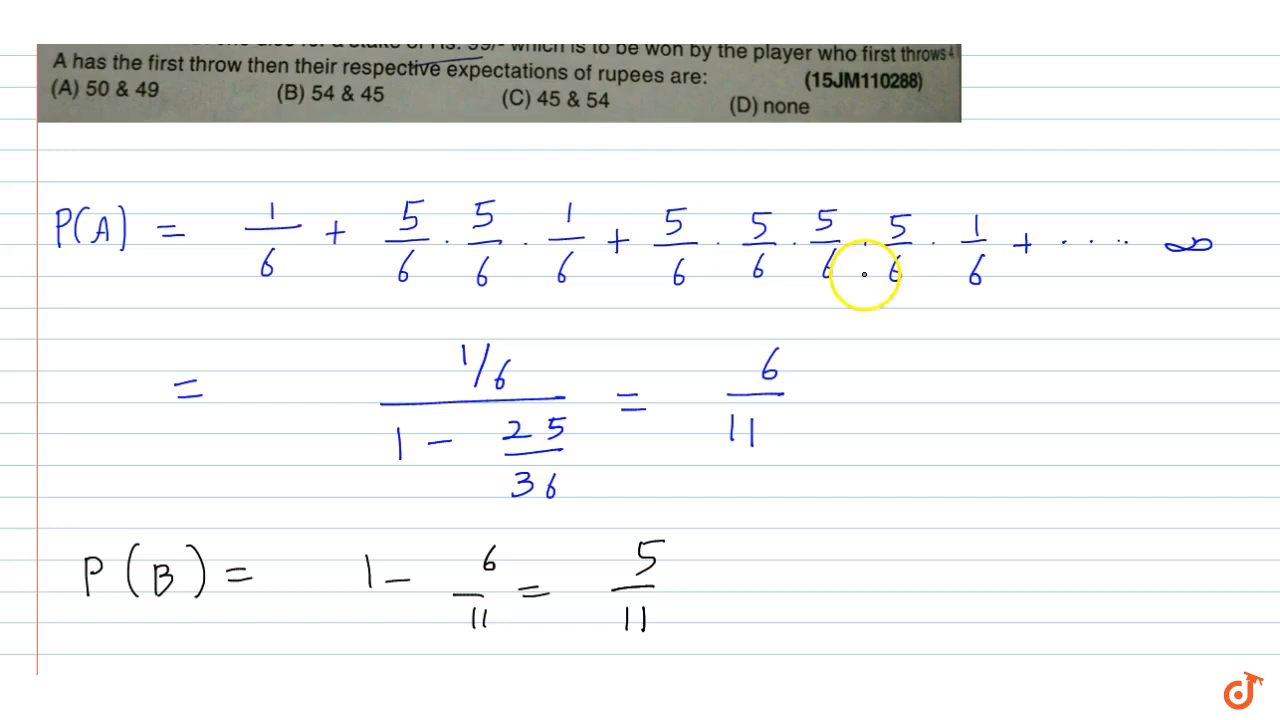 which is to be won by the player who first throws 4
A has the first throw then their respective expectations of rupees are: (15JM110288)
(A) 50 & 49 (B) 54 & 45 (C) 45 & 54 (D) none
P(A) = 1/6 + 5/6 · 5/6 · 1/6 + 5/6 · 5/6 · 5/6 · 5/6 · 1/6 + ····· ∞
= (1/6)/(1 - 25/36) = 6/11
P(B) = 1 - 6/11 = 5/11